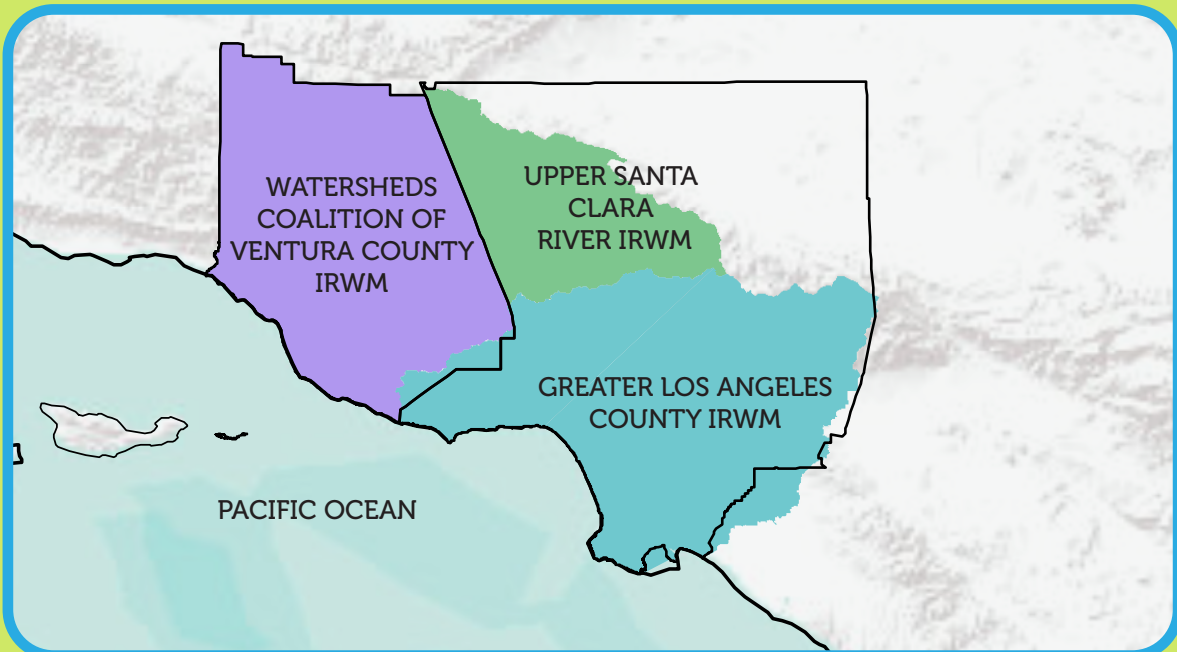 WATERSHEDS
COALITION OF
VENTURA COUNTY
IRWM
UPPER SANTA
CLARA
RIVER IRWM
GREATER LOS ANGELES
COUNTY IRWM
PACIFIC OCEAN